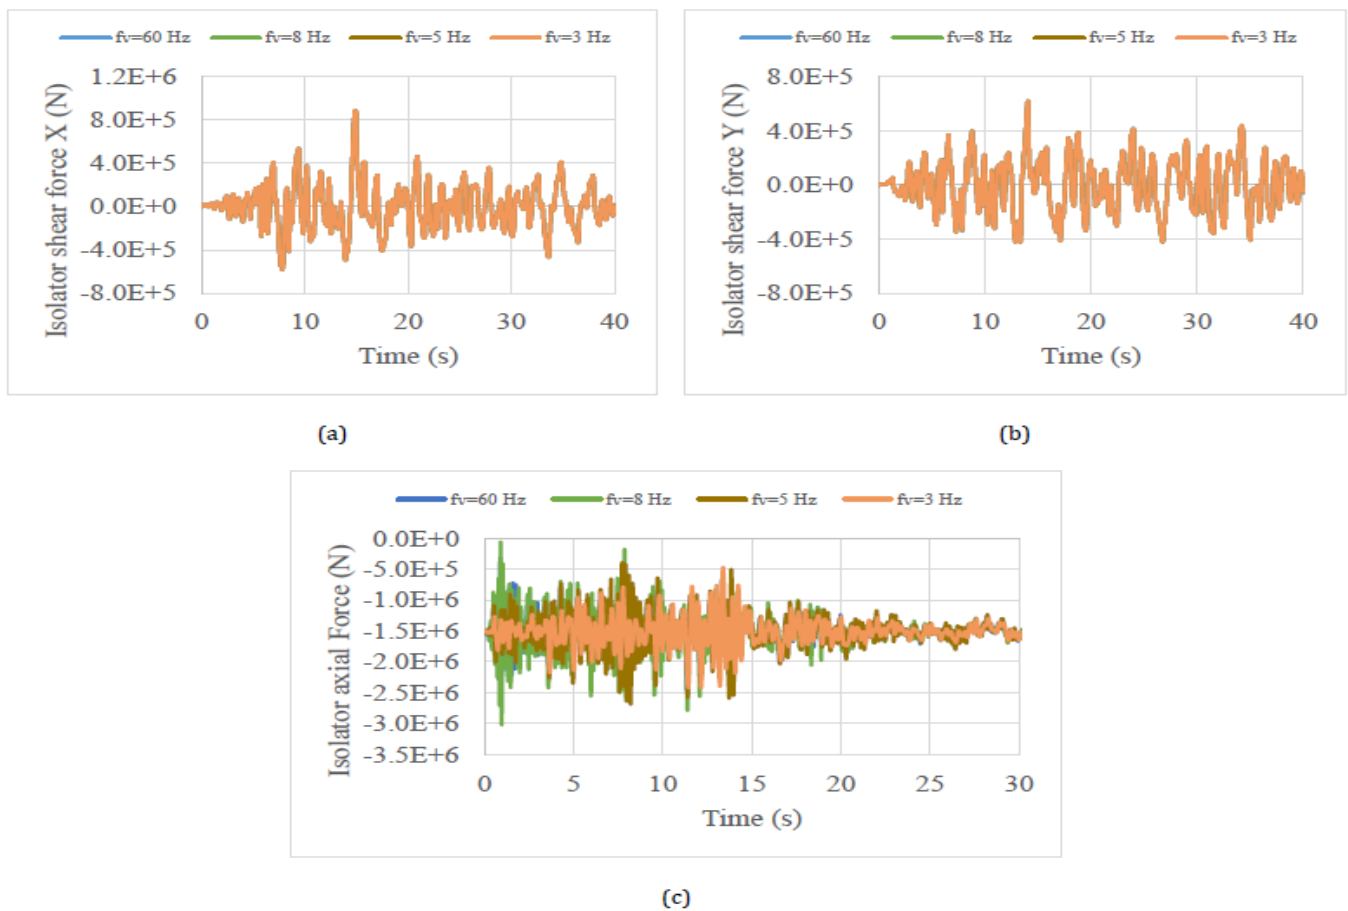 fv=60 Hz fv=8 Hz fv=5 Hz fv=3 Hz
Isolator shear force X (N)
1.2E+6
8.0E+5
4.0E+5
0.0E+0
-4.0E+5
-8.0E+5
0 10 20 30 40
Time (s)
(a)
fv=60 Hz fv=8 Hz fv=5 Hz fv=3 Hz
Isolator shear force Y (N)
8.0E+5
4.0E+5
0.0E+0
-4.0E+5
-8.0E+5
0 10 20 30 40
Time (s)
(b)
fv=60 Hz fv=8 Hz fv=5 Hz fv=3 Hz
Isolator axial Force (N)
0.0E+0
-5.0E+5
-1.0E+6
-1.5E+6
-2.0E+6
-2.5E+6
-3.0E+6
-3.5E+6
0 5 10 15 20 25 30
Time (s)
(c)